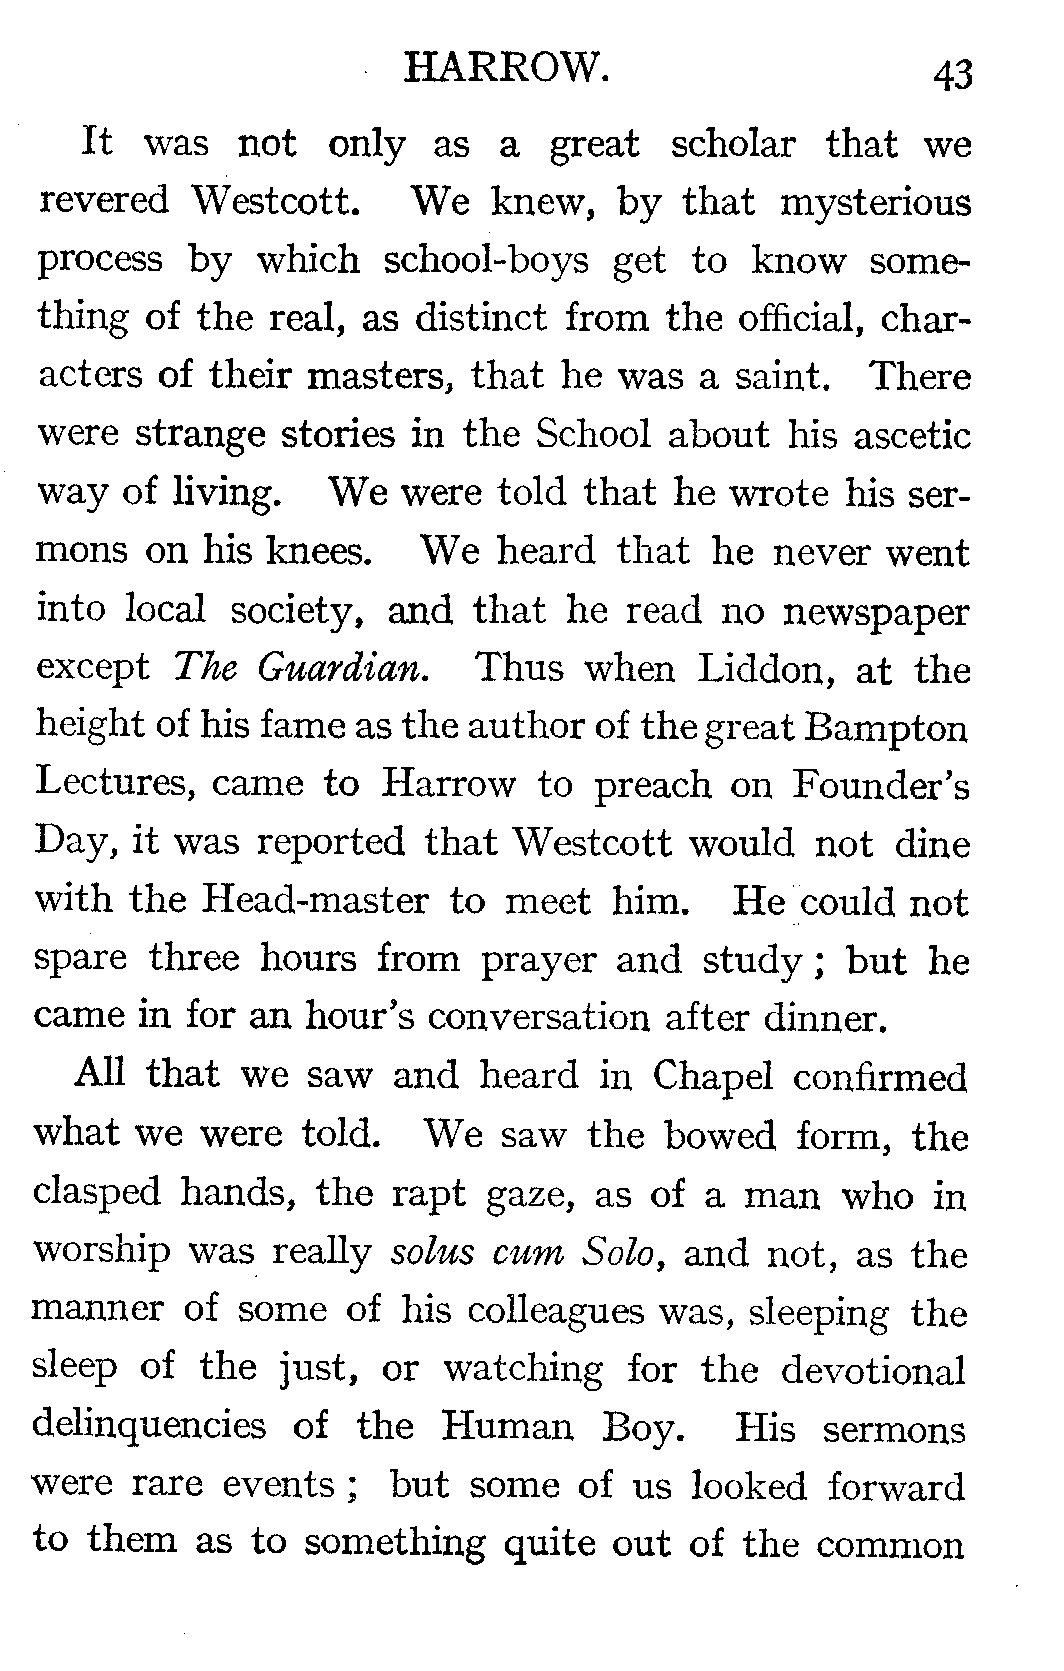 HARROW. 43
It was not only as a great scholar that we
revered Westcott. We knew, by that mysterious
process by which school-boys get to know some-
thing of the real, as distinct from the official, char-
acters of their masters, that he was a saint. There
were strange stories in the School about his ascetic
way of living. We were told that he wrote his ser-
mons on his knees. We heard that he never went
into local society, and that he read no newspaper
except The Guardian. Thus when Liddon, at the
height of his fame as the author of the great Bampton
Lectures, came to Harrow to preach on Founder's
Day, it was reported that Westcott would not dine
with the Head-master to meet him. He could not
spare three hours from prayer and study ; but he
came in for an hour's conversation after dinner.
All that we saw and heard in Chapel confirmed
what we were told. We saw the bowed form, the
clasped hands, the rapt gaze, as of a man who in
worship was really solus cum Solo, and not, as the
manner of some of his colleagues was, sleeping the
sleep of the just, or watching for the devotional
delinquencies of the Human Boy. His sermons
were rare events ; but some of us looked forward
to them as to something quite out of the common